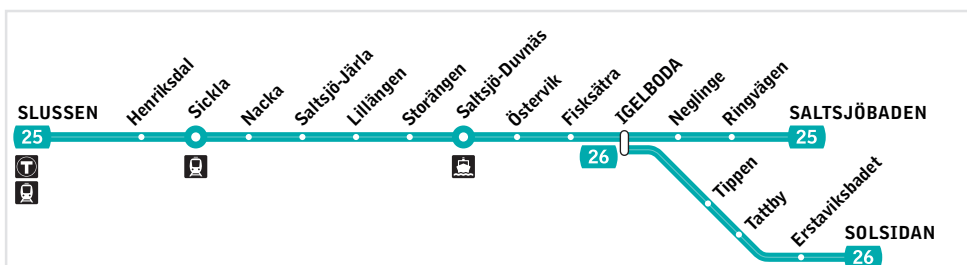 SLUSSEN
25
T
Henriksdal
Sickla
Nacka
Saltsjö-Järla
Lillängen
Storängen
Saltsjö-Duvnäs
Östervik
Fisksätra
IGELBODA
26
Neglinge
Ringvägen
SALTSJÖBADEN
25
Tippen
Tattby
Erstaviksbadet
SOLSIDAN
26